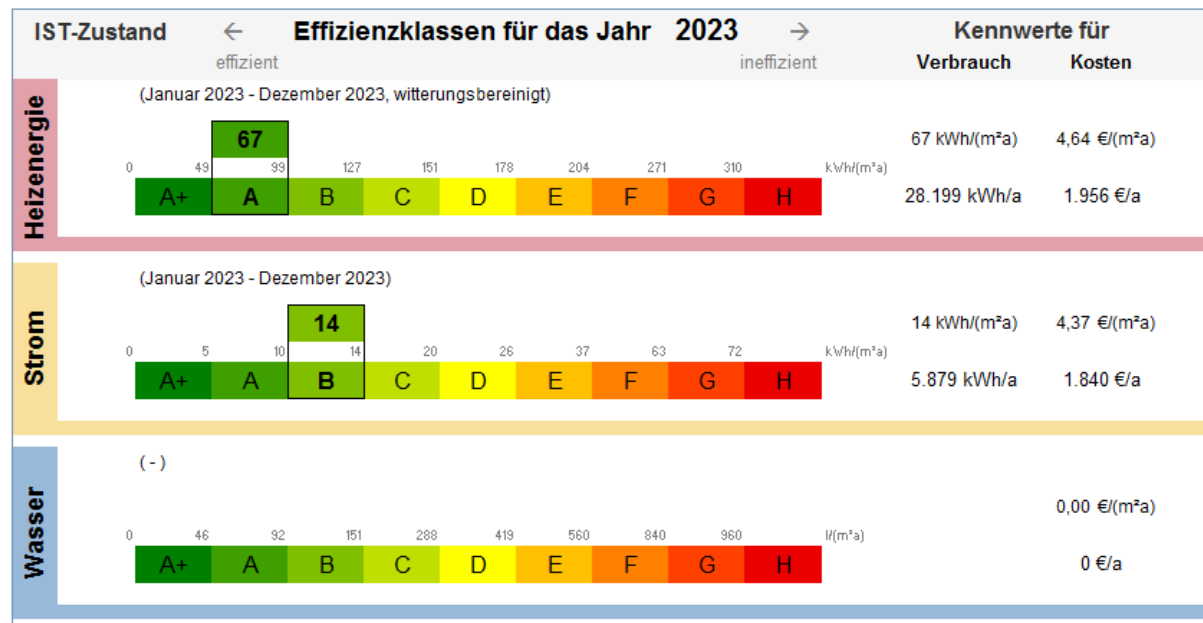 IST-Zustand ← Effizienzklassen für das Jahr 2023 → Kennwerte für
effizient ineffizient Verbrauch Kosten
Heizenergie
(Januar 2023 - Dezember 2023, witterungsbereinigt)
67 67 kWh/(m²a) 4,64 €/(m²a)
0 49 99 127 151 178 204 271 310 kWh/(m²a)
A+ A B C D E F G H 28.199 kWh/a 1.956 €/a
Strom
(Januar 2023 - Dezember 2023)
14 14 kWh/(m²a) 4,37 €/(m²a)
0 5 10 14 20 26 37 63 72 kWh/(m²a)
A+ A B C D E F G H 5.879 kWh/a 1.840 €/a
Wasser
( - )
0,00 €/(m²a)
0 46 92 151 288 419 560 840 960 l/(m²a)
A+ A B C D E F G H 0 €/a